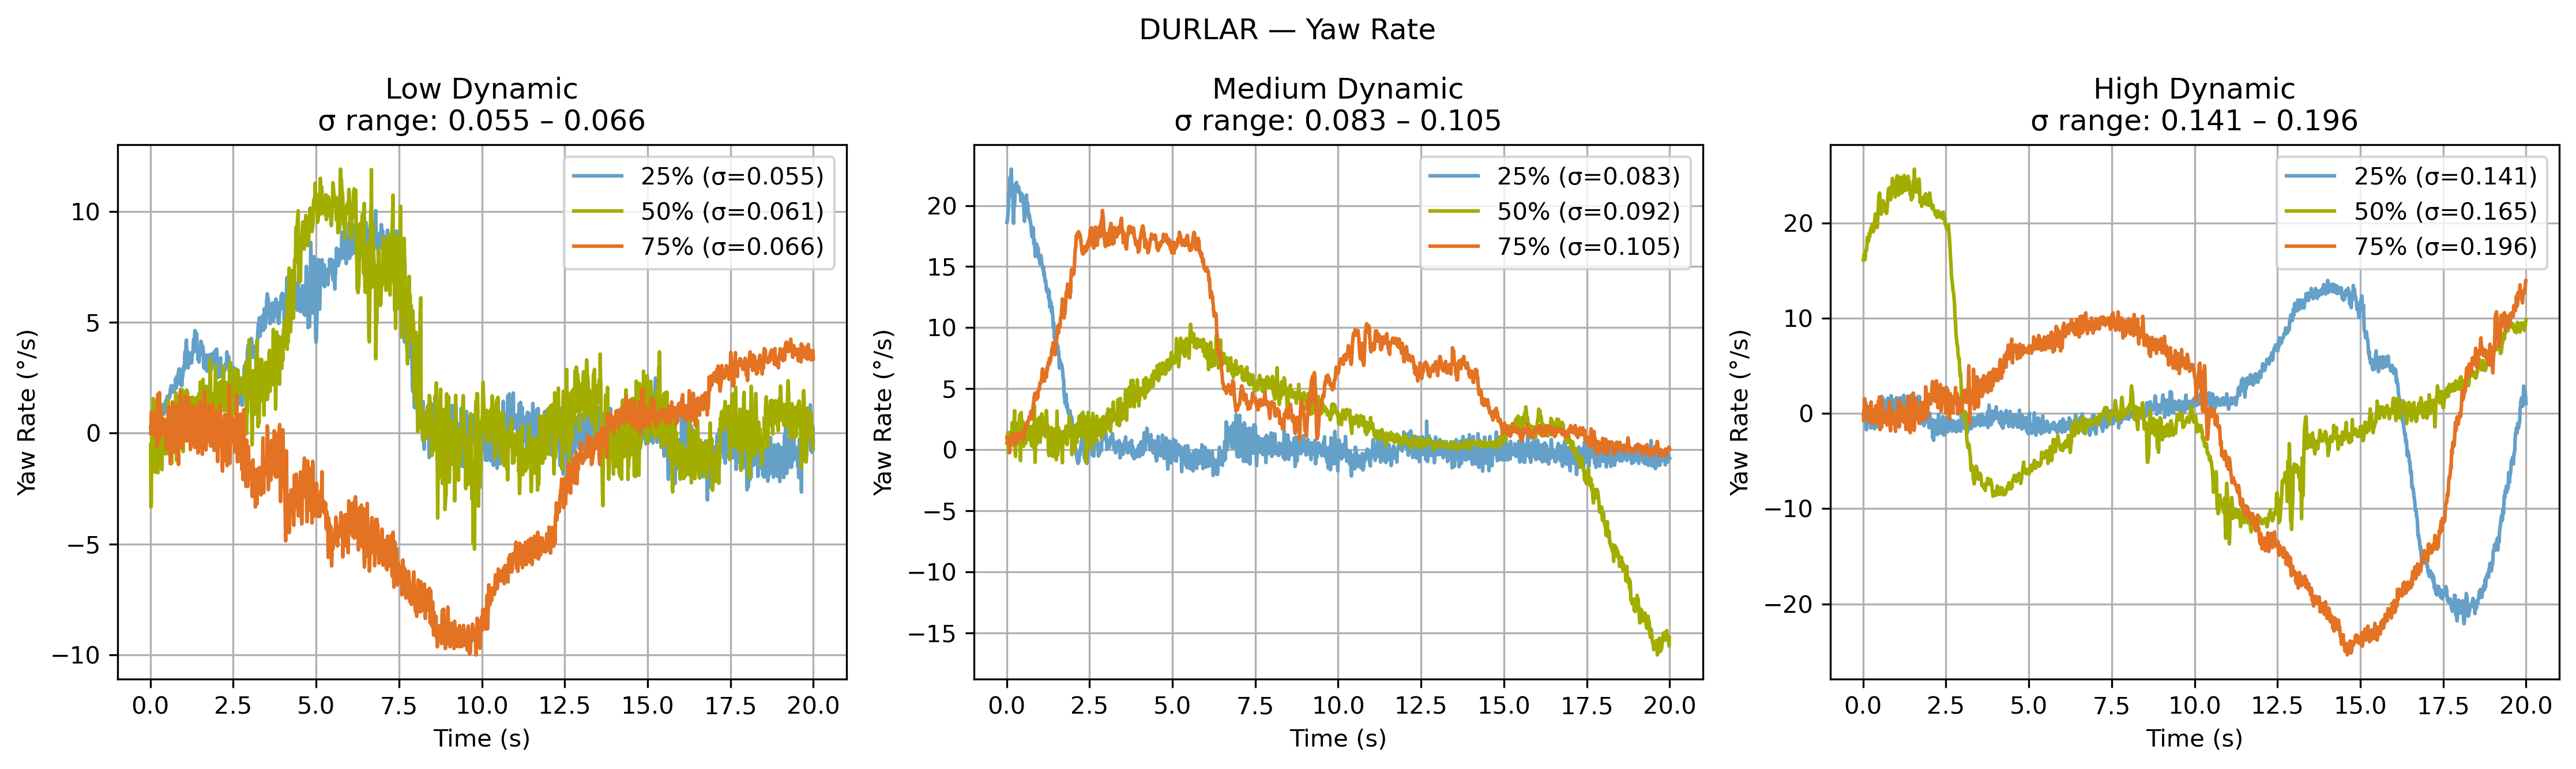 DURLAR — Yaw Rate
Low Dynamic
σ range: 0.055 – 0.066
25% (σ=0.055)
50% (σ=0.061)
75% (σ=0.066)
Yaw Rate (°/s)
10
5
0
−5
−10
0.0 2.5 5.0 7.5 10.0 12.5 15.0 17.5 20.0
Time (s)
Medium Dynamic
σ range: 0.083 – 0.105
25% (σ=0.083)
50% (σ=0.092)
75% (σ=0.105)
Yaw Rate (°/s)
20
15
10
5
0
−5
−10
−15
0.0 2.5 5.0 7.5 10.0 12.5 15.0 17.5 20.0
Time (s)
High Dynamic
σ range: 0.141 – 0.196
25% (σ=0.141)
50% (σ=0.165)
75% (σ=0.196)
Yaw Rate (°/s)
20
10
0
−10
−20
0.0 2.5 5.0 7.5 10.0 12.5 15.0 17.5 20.0
Time (s)